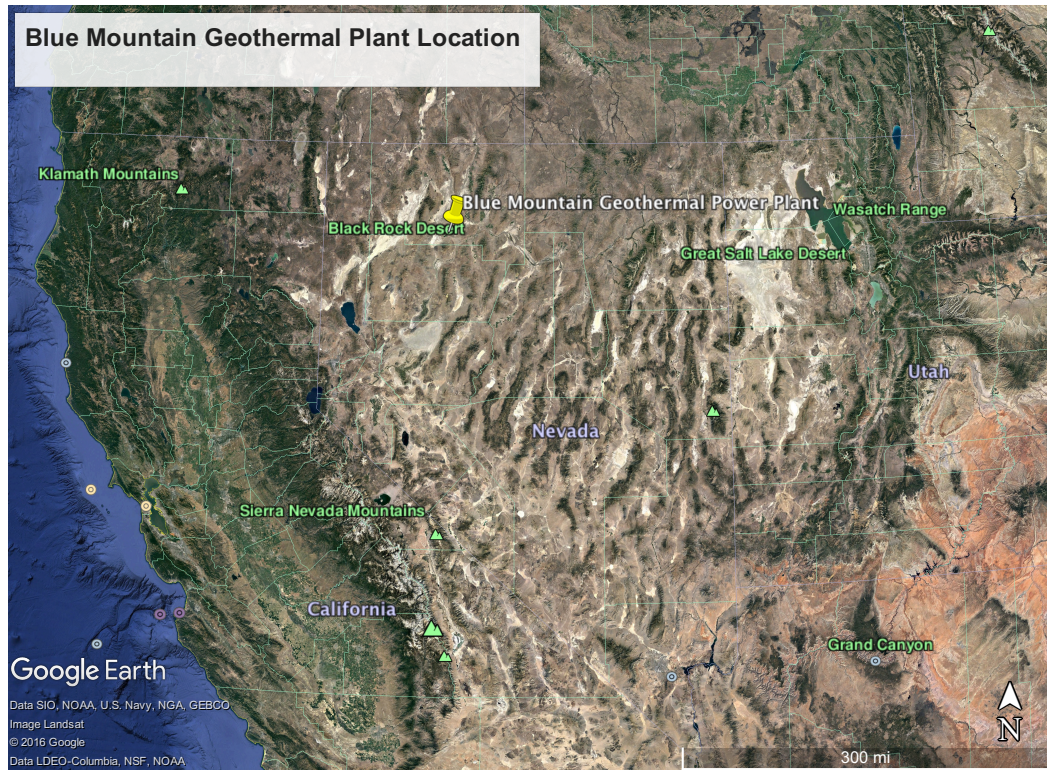 Blue Mountain Geothermal Plant Location
Klamath Mountains
Blue Mountain Geothermal Power Plant
Wasatch Range
Black Rock Desert
Great Salt Lake Desert
Utah
Nevada
Sierra Nevada Mountains
California
Grand Canyon
Google Earth
Data SIO, NOAA, U.S. Navy, NGA, GEBCO
Image Landsat
© 2016 Google
Data LDEO-Columbia, NSF, NOAA
N
300 mi